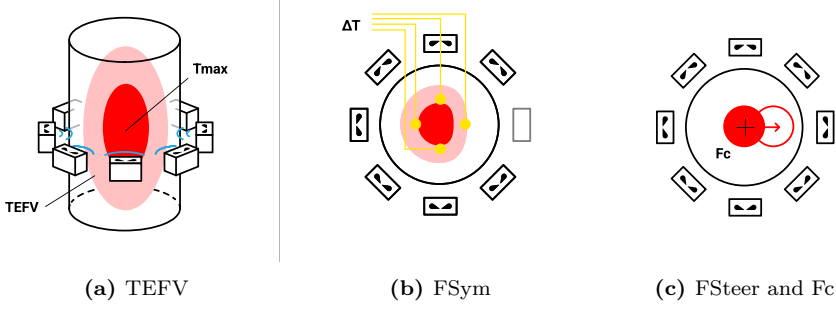 Tmax
TEFV
(a) TEFV
ΔT
(b) FSym
Fc
(c) FSteer and Fc